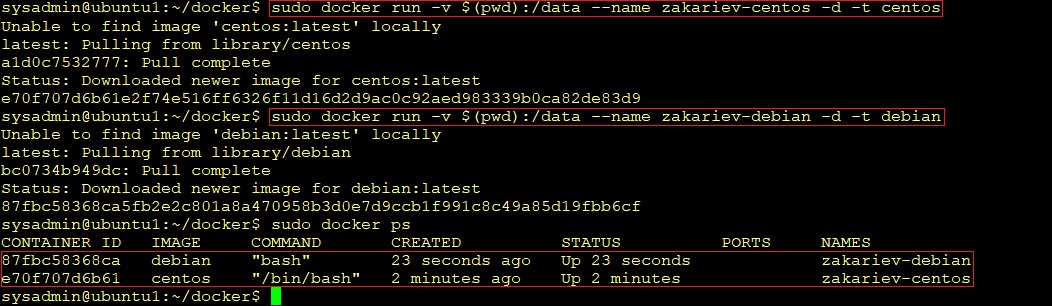 sysadmin@ubuntu1:~/docker$ sudo docker run -v $(pwd):/data --name zakariev-centos -d -t centos
Unable to find image 'centos:latest' locally
latest: Pulling from library/centos
a1d0c7532777: Pull complete
Status: Downloaded newer image for centos:latest
e70f707d6b61e2f74e516ff6326f11d16d2d9ac0c92aed983339b0ca82de83d9
sysadmin@ubuntu1:~/docker$ sudo docker run -v $(pwd):/data --name zakariev-debian -d -t debian
Unable to find image 'debian:latest' locally
latest: Pulling from library/debian
bc0734b949dc: Pull complete
Status: Downloaded newer image for debian:latest
87fbc58368ca5fb2e2c801a8a470958b3d0e7d9ccb1f991c8c49a85d19fbb6cf
sysadmin@ubuntu1:~/docker$ sudo docker ps
CONTAINER ID   IMAGE     COMMAND       CREATED          STATUS          PORTS     NAMES
87fbc58368ca   debian    "bash"        23 seconds ago   Up 23 seconds             zakariev-debian
e70f707d6b61   centos    "/bin/bash"   2 minutes ago    Up 2 minutes              zakariev-centos
sysadmin@ubuntu1:~/docker$